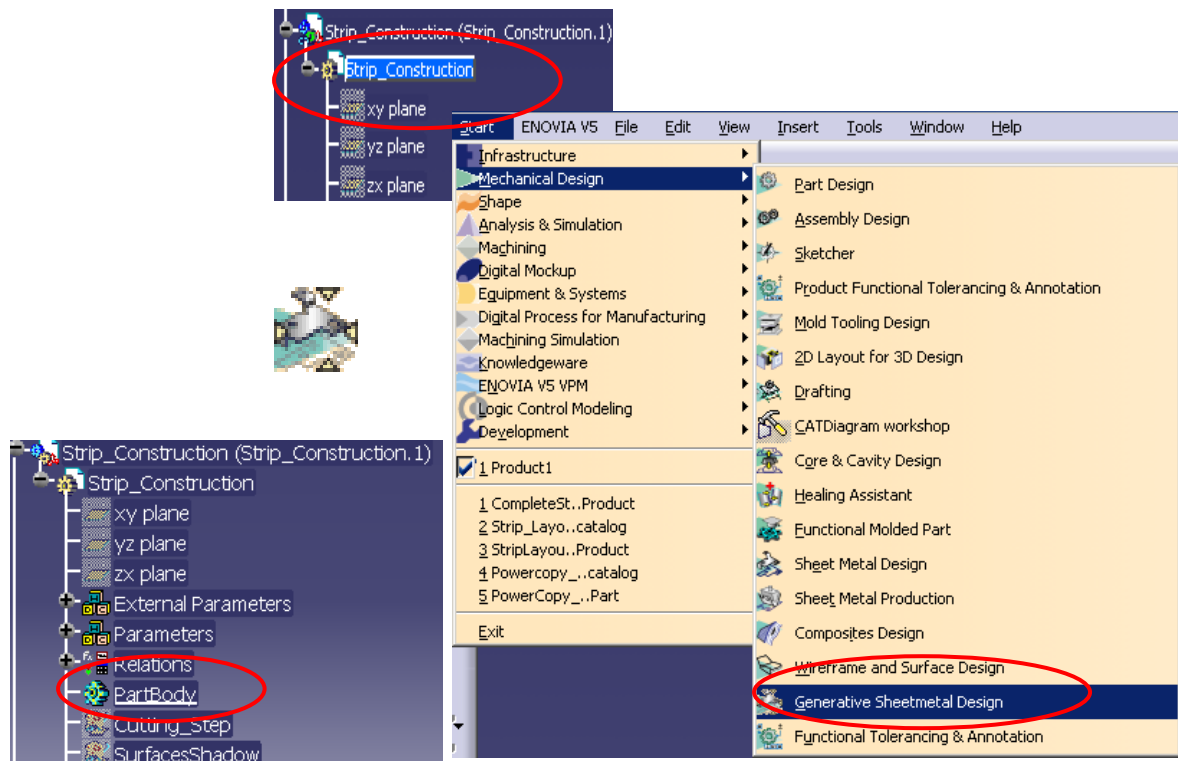 Strip_Construction (Strip_Construction.1)
Strip_Construction
xy plane
yz plane
zx plane
Start ENOVIA V5 File Edit View Insert Tools Window Help
Infrastructure
Mechanical Design
Shape
Analysis & Simulation
Machining
Digital Mockup
Equipment & Systems
Digital Process for Manufacturing
Machining Simulation
Knowledgeware
ENOVIA V5 VPM
Logic Control Modeling
Development
1 Product1
1 CompleteSt..Product
2 Strip_Layo..catalog
3 StripLayou..Product
4 Powercopy_..catalog
5 PowerCopy_..Part
Exit
Part Design
Assembly Design
Sketcher
Product Functional Tolerancing & Annotation
Mold Tooling Design
2D Layout for 3D Design
Drafting
CATDiagram workshop
Core & Cavity Design
Healing Assistant
Functional Molded Part
Sheet Metal Design
Sheet Metal Production
Composites Design
Wireframe and Surface Design
Generative Sheetmetal Design
Functional Tolerancing & Annotation
Strip_Construction (Strip_Construction.1)
Strip_Construction
xy plane
yz plane
zx plane
External Parameters
Parameters
Relations
PartBody
Cutting_Step
SurfacesShadow